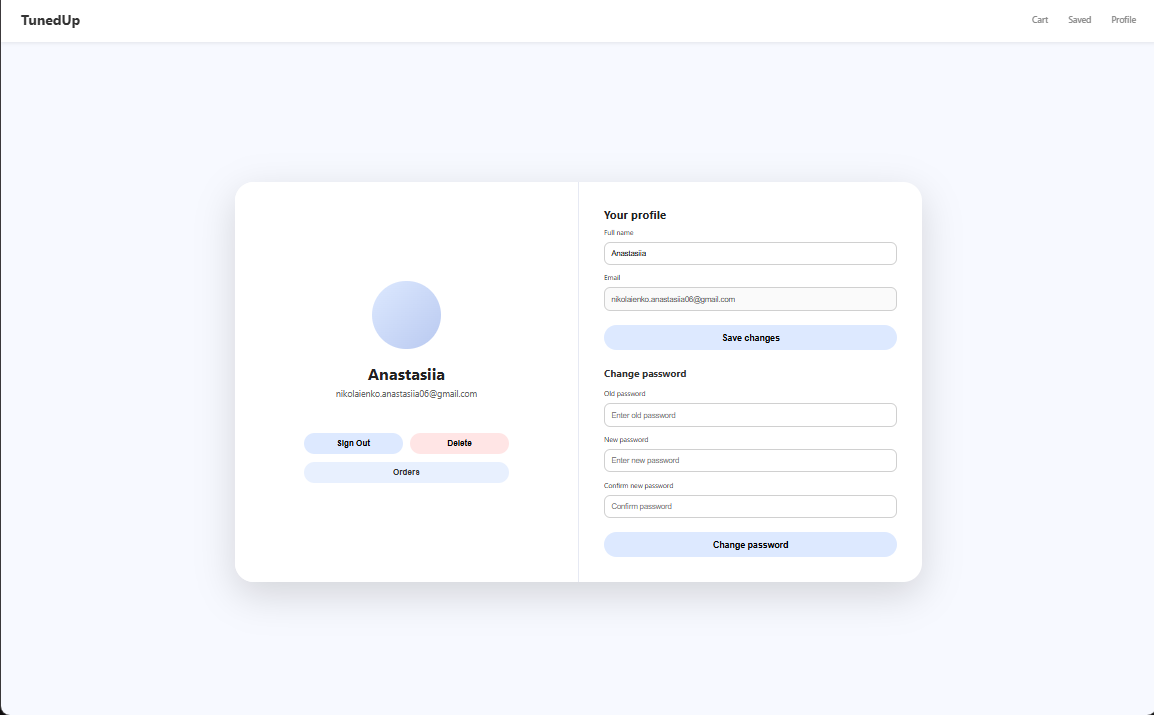 TunedUp
Cart Saved Profile
Anastasiia
nikolaienko.anastasiia06@gmail.com
Sign Out Delete
Orders
Your profile
Full name
Anastasiia
Email
nikolaienko.anastasiia06@gmail.com
Save changes
Change password
Old password
Enter old password
New password
Enter new password
Confirm new password
Confirm password
Change password